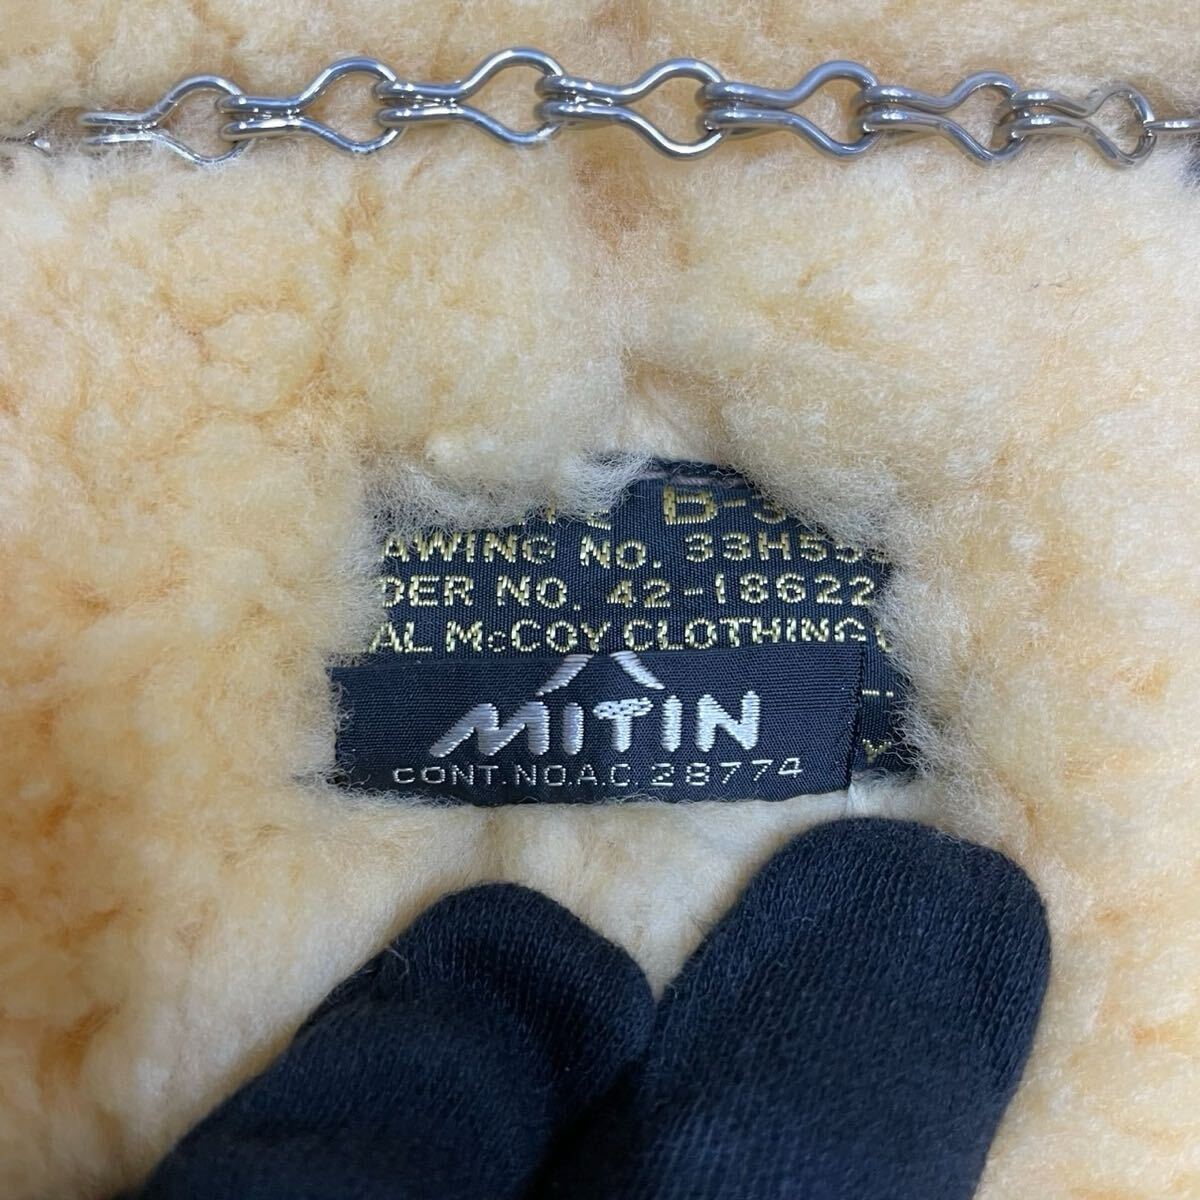 B-3
AWING NO. 33H55
DER NO. 42-18622
AL McCOY CLOTHING
MITIN
CONT.NO.A.C. 28774
Y